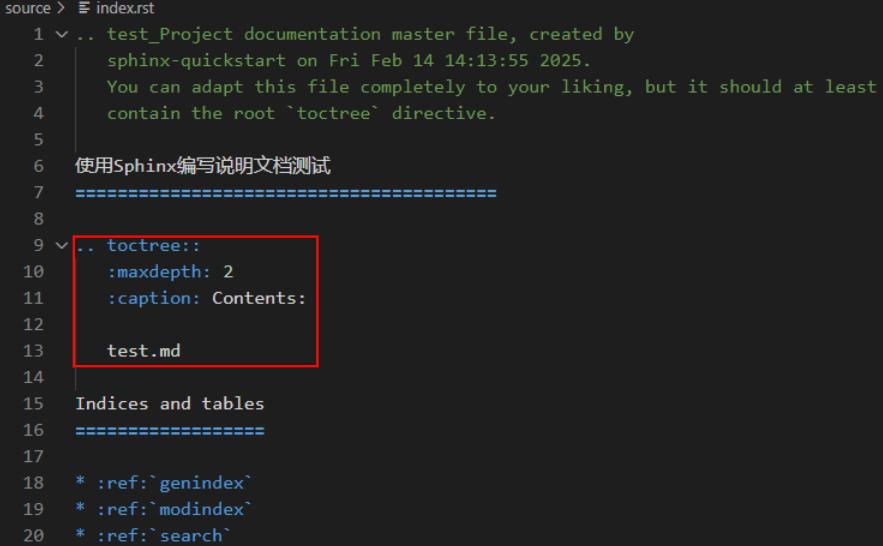 source > index.rst
1 .. test_Project documentation master file, created by
2 sphinx-quickstart on Fri Feb 14 14:13:55 2025.
3 You can adapt this file completely to your liking, but it should at least
4 contain the root `toctree` directive.
5
6 使用Sphinx编写说明文档测试
7 ========================================
8
9 .. toctree::
10 :maxdepth: 2
11 :caption: Contents:
12
13 test.md
14
15 Indices and tables
16 ==================
17
18 * :ref:`genindex`
19 * :ref:`modindex`
20 * :ref:`search`